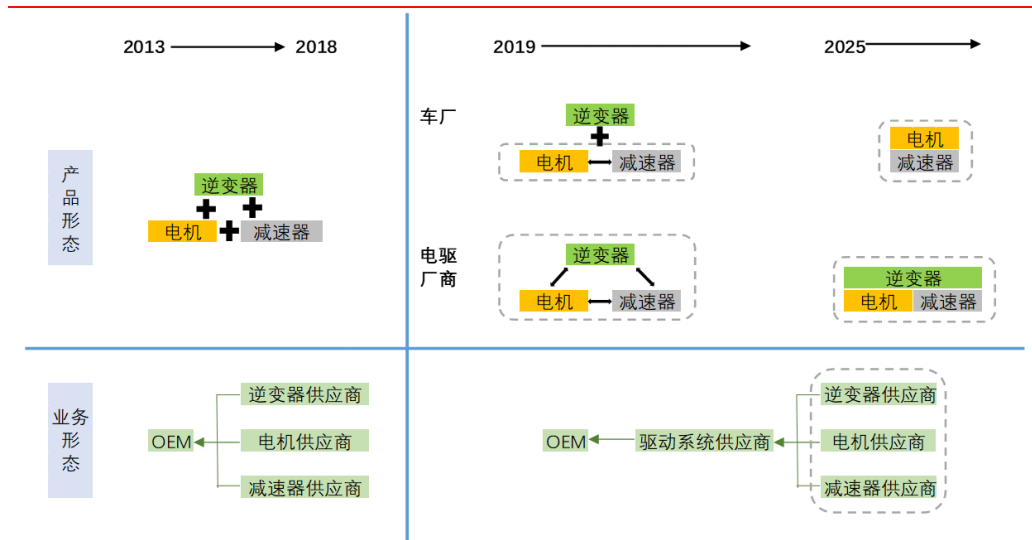 2013
2018
2019
2025
车厂
逆变器
电机
减速器
电机
减速器
产
品
形
态
逆变器
电机
减速器
电驱
厂商
逆变器
电机
减速器
逆变器
电机
减速器
业务
形
态
逆变器供应商
OEM
电机供应商
减速器供应商
OEM
驱动系统供应商
逆变器供应商
电机供应商
减速器供应商